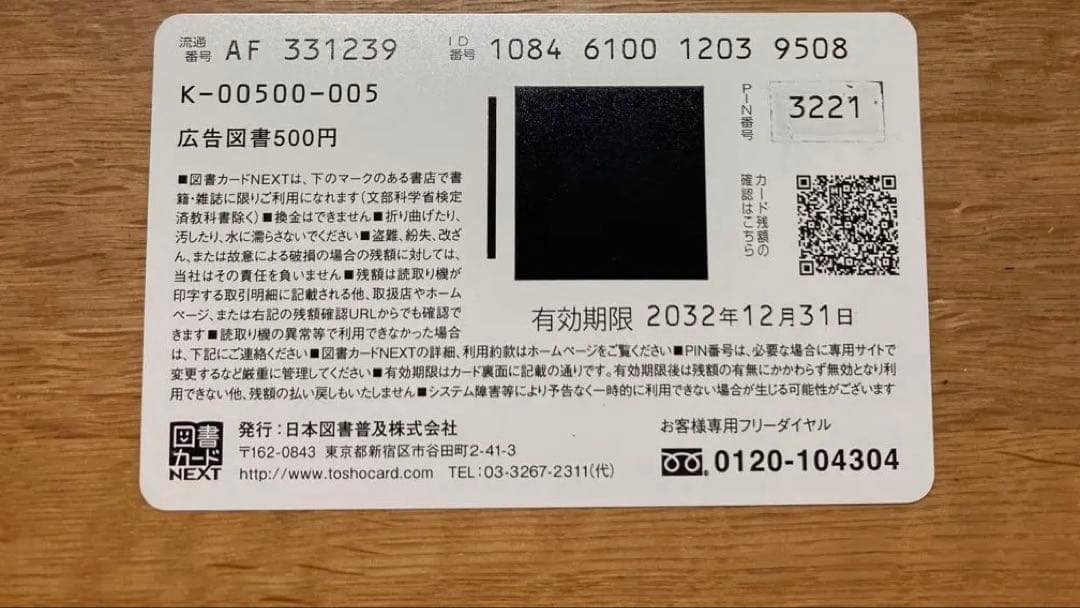 流通番号 AF 331239 ID番号 1084 6100 1203 9508
K-00500-005
広告図書500円
PIN番号 3221
カード残額の
確認はこちら
■図書カードNEXTは、下のマークのある書店で書
籍・雑誌に限りご利用になれます(文部科学省検定
済教科書除く)■換金はできません■折り曲げたり、
汚したり、水に濡らさないでください■盗難、紛失、改ざ
ん、または故意による破損の場合の残額に対しては、
当社はその責任を負いません■残額は読取り機が
印字する取引明細に記載される他、取扱店やホーム
ページ、または右記の残額確認URLからでも確認で
きます■読取り機の異常等で利用できなかった場合
は、下記にご連絡ください■図書カードNEXTの詳細、利用約款はホームページをご覧ください■PIN番号は、必要な場合に専用サイトで
変更するなど厳重に管理してください■有効期限はカード裏面に記載の通りです。有効期限後は残額の有無にかかわらず無効となり利
用できない他、残額の払い戻しもいたしません■システム障害等により予告なく一時的に利用できない場合が生じる可能性がございます
有効期限 2032年12月31日
図書カードNEXT
発行:日本図書普及株式会社
〒162-0843 東京都新宿区市谷田町2-41-3
http://www.toshocard.com TEL:03-3267-2311(代)
お客様専用フリーダイヤル
0120-104304